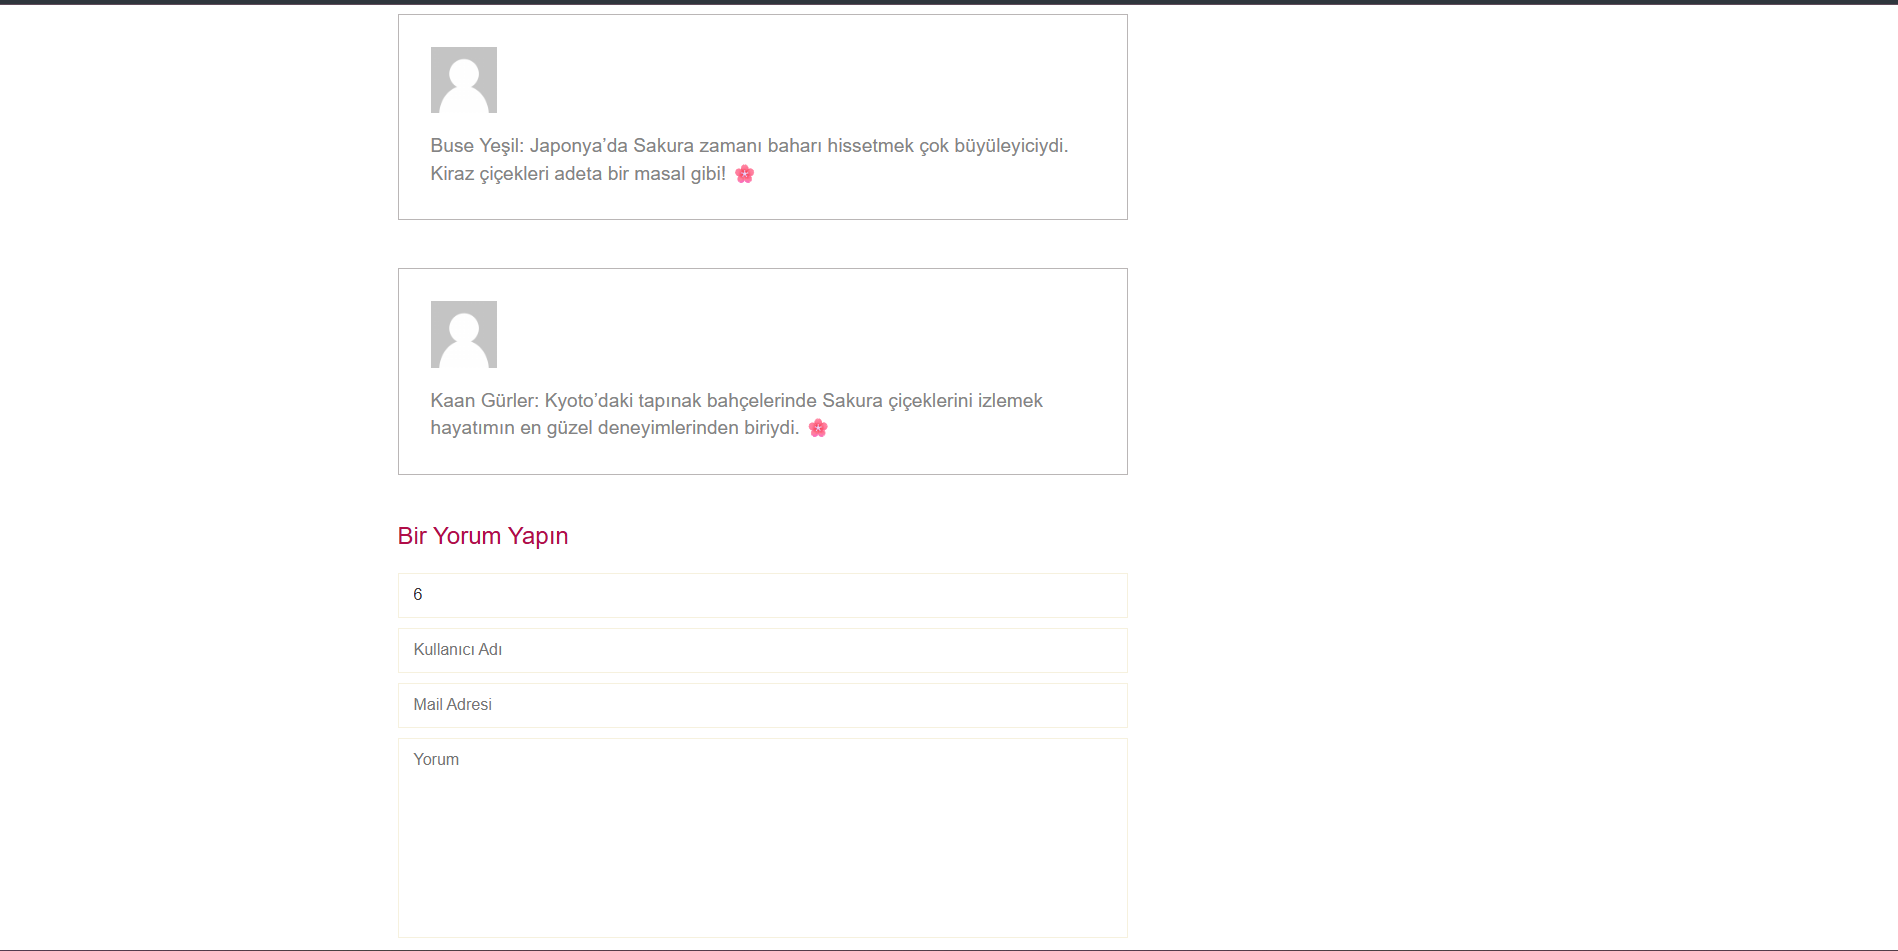 Buse Yeşil: Japonya’da Sakura zamanı baharı hissetmek çok büyüleyiciydi.
Kiraz çiçekleri adeta bir masal gibi! 🌸
Kaan Gürler: Kyoto’daki tapınak bahçelerinde Sakura çiçeklerini izlemek
hayatımın en güzel deneyimlerinden biriydi. 🌸
Bir Yorum Yapın
6
Kullanıcı Adı
Mail Adresi
Yorum